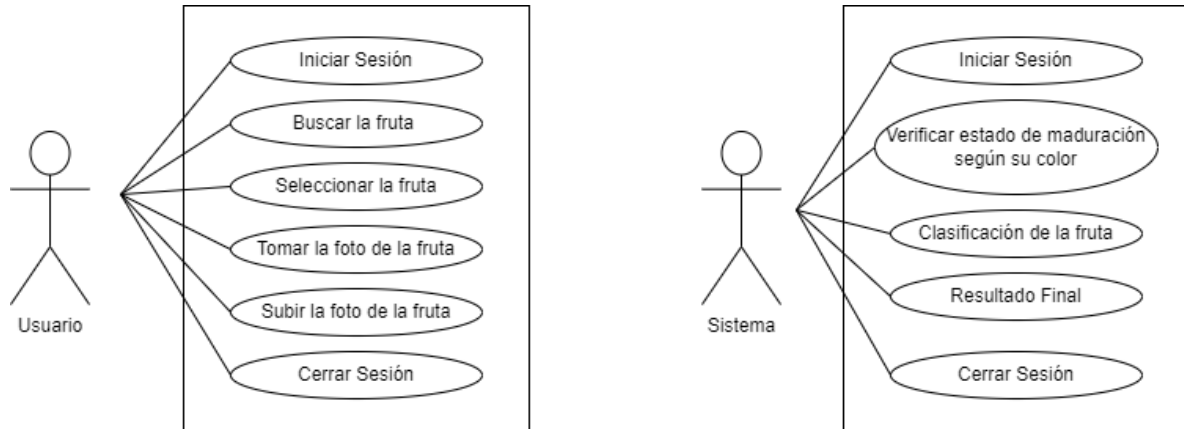 Iniciar Sesión
Buscar la fruta
Seleccionar la fruta
Tomar la foto de la fruta
Subir la foto de la fruta
Cerrar Sesión
Usuario
Iniciar Sesión
Verificar estado de maduración
según su color
Clasificación de la fruta
Resultado Final
Cerrar Sesión
Sistema